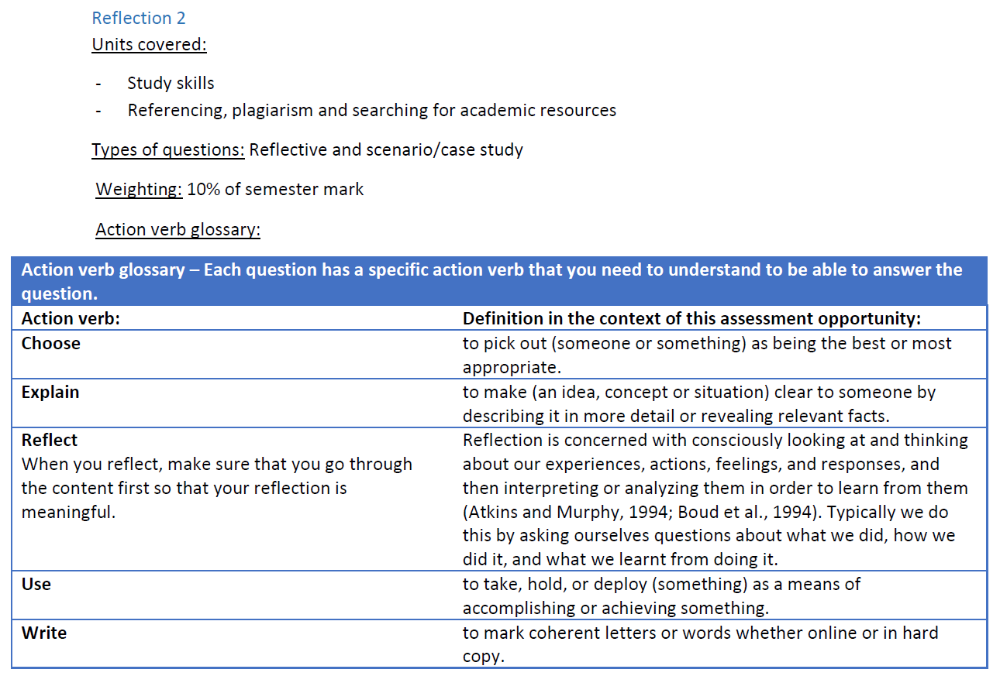 Reflection 2
Units covered:
- Study skills
- Referencing, plagiarism and searching for academic resources
Types of questions: Reflective and scenario/case study
Weighting: 10% of semester mark
Action verb glossary:
Action verb glossary – Each question has a specific action verb that you need to understand to be able to answer the
question.
Action verb:
Definition in the context of this assessment opportunity:
Choose
to pick out (someone or something) as being the best or most
appropriate.
Explain
to make (an idea, concept or situation) clear to someone by
describing it in more detail or revealing relevant facts.
Reflect
When you reflect, make sure that you go through
the content first so that your reflection is
meaningful.
Reflection is concerned with consciously looking at and thinking
about our experiences, actions, feelings, and responses, and
then interpreting or analyzing them in order to learn from them
(Atkins and Murphy, 1994; Boud et al., 1994). Typically we do
this by asking ourselves questions about what we did, how we
did it, and what we learnt from doing it.
Use
to take, hold, or deploy (something) as a means of
accomplishing or achieving something.
Write
to mark coherent letters or words whether online or in hard
copy.